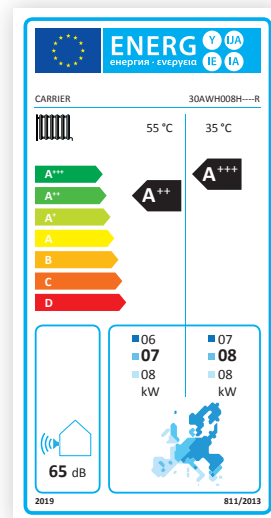 ENERG Y IJA IE IA
енергия · ενεργεια
CARRIER 30AWH008H----R
55 °C 35 °C
A+++
A++
A+
A
B
C
D
A++
A+++
06 07
07 08
08 08
kW kW
65 dB
2019 811/2013